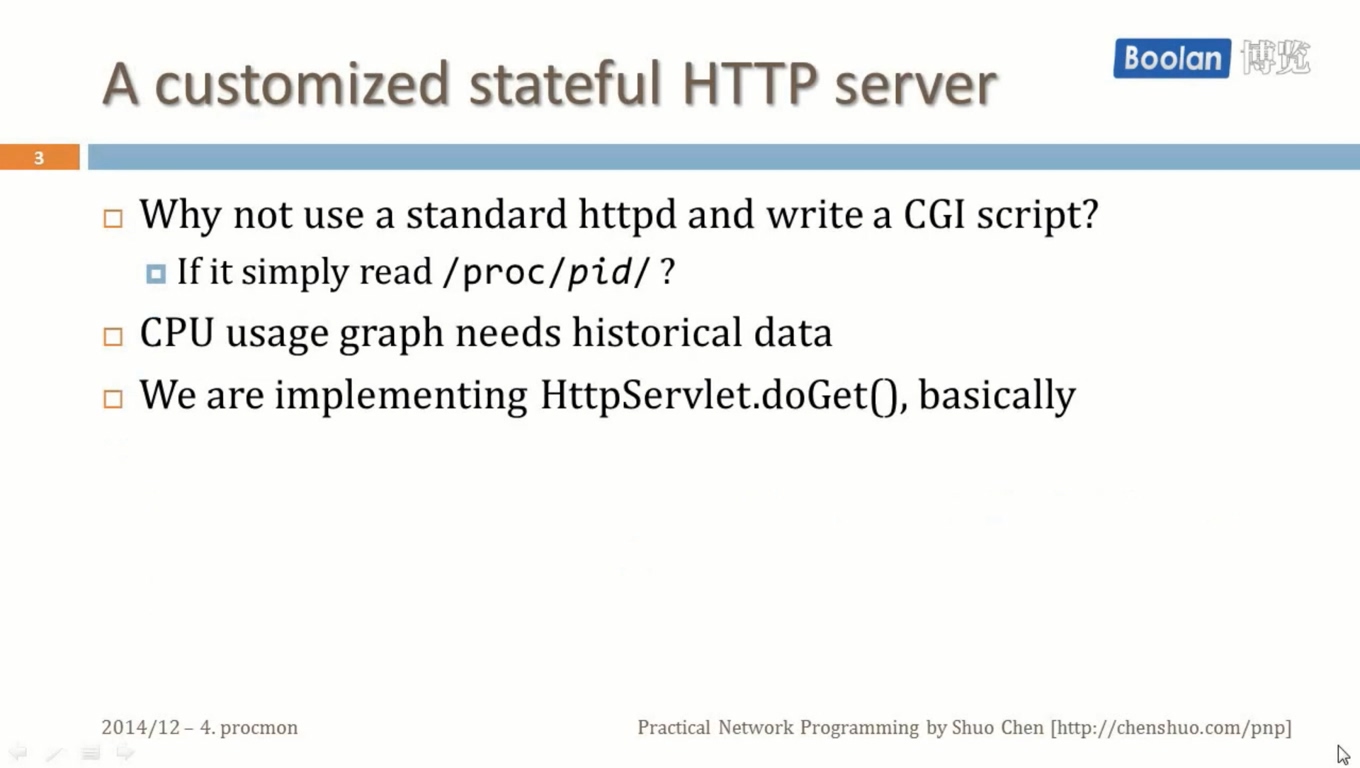 A customized stateful HTTP server
Boolan 博览
3
Why not use a standard httpd and write a CGI script?
If it simply read /proc/pid/ ?
CPU usage graph needs historical data
We are implementing HttpServlet.doGet(), basically
2014/12 – 4. procmon
Practical Network Programming by Shuo Chen [http://chenshuo.com/pnp]